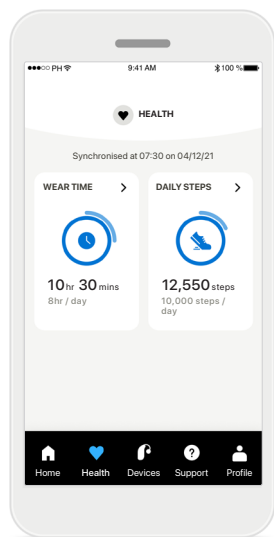 PH 9:41 AM 100 %
HEALTH
Synchronised at 07:30 on 04/12/21
WEAR TIME
10 hr 30 mins
8hr / day
DAILY STEPS
12,550 steps
10,000 steps /
day
Home Health Devices Support Profile